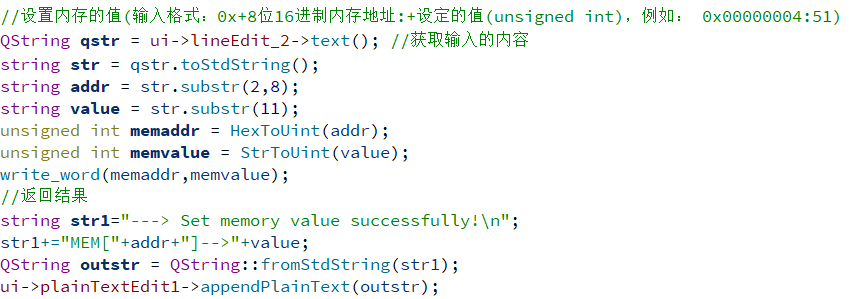 //设置内存的值(输入格式：0x+8位16进制内存地址:+设定的值(unsigned int)，例如： 0x00000004:51)
QString qstr = ui->lineEdit_2->text(); //获取输入的内容
string str = qstr.toStdString();
string addr = str.substr(2,8);
string value = str.substr(11);
unsigned int memaddr = HexToUint(addr);
unsigned int memvalue = StrToUint(value);
write_word(memaddr,memvalue);
//返回结果
string str1="---> Set memory value successfully!\n";
str1+="MEM["+addr+"]-->"+value;
QString outstr = QString::fromStdString(str1);
ui->plainTextEdit1->appendPlainText(outstr);